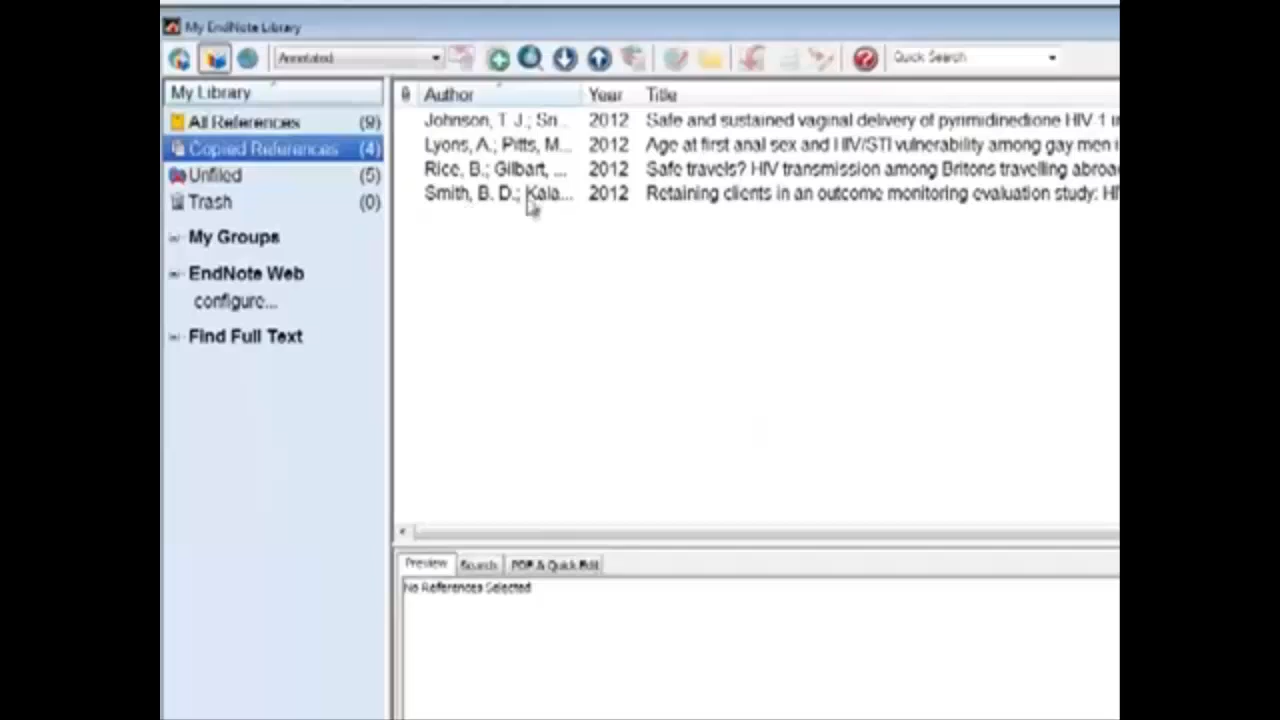 My EndNote Library
Annotated
Quick Search
My Library
All References (9)
Copied References (4)
Unfiled (5)
Trash (0)
My Groups
EndNote Web
configure...
Find Full Text
Author Year Title
Johnson, T. J.; Sri... 2012 Safe and sustained vaginal delivery of pyrimidinedione HIV-1 i
Lyons, A.; Pitts, M... 2012 Age at first anal sex and HIV/STI vulnerability among gay men i
Rice, B.; Gilbart, ... 2012 Safe travels? HIV transmission among Britons travelling abroa
Smith, B. D.; Kala... 2012 Retaining clients in an outcome monitoring evaluation study: HI
Preview Search PDF & Quick Edit
No References Selected